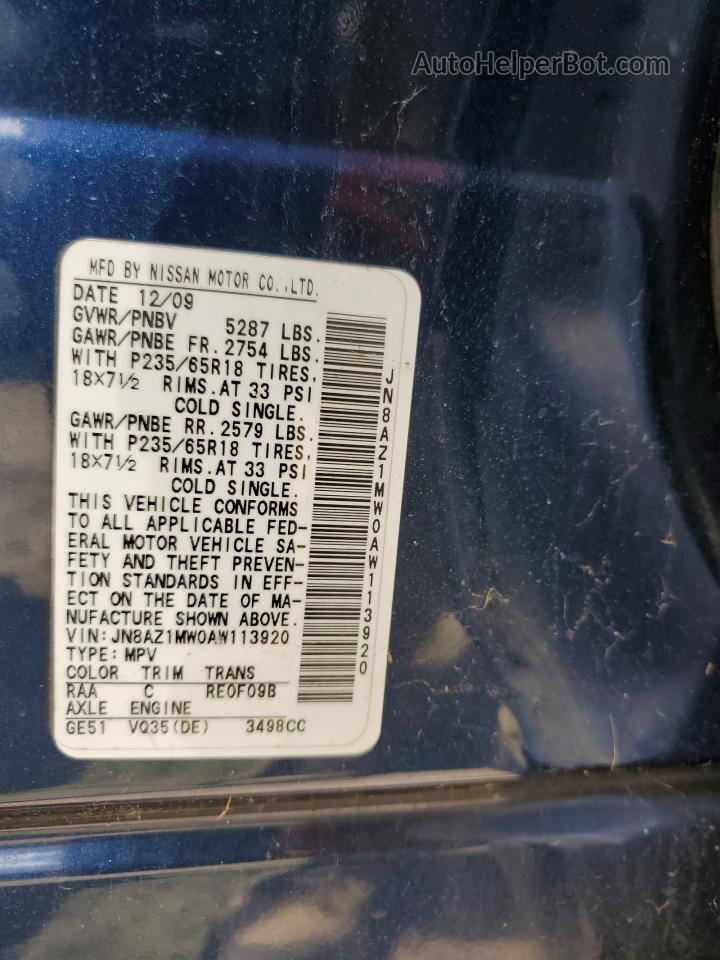 AutoHelperBot.com
MFD BY NISSAN MOTOR CO.,LTD.
DATE 12/09
GVWR/PNBV 5287 LBS.
GAWR/PNBE FR. 2754 LBS.
WITH P235/65R18 TIRES,
18X7½ RIMS. AT 33 PSI
COLD SINGLE.
GAWR/PNBE RR. 2579 LBS.
WITH P235/65R18 TIRES,
18X7½ RIMS. AT 33 PSI
COLD SINGLE.
THIS VEHICLE CONFORMS
TO ALL APPLICABLE FED-
ERAL MOTOR VEHICLE SA-
FETY AND THEFT PREVEN-
TION STANDARDS IN EFF-
ECT ON THE DATE OF MA-
NUFACTURE SHOWN ABOVE.
VIN: JN8AZ1MW0AW113920
TYPE: MPV
COLOR TRIM TRANS
RAA C RE0F09B
AXLE ENGINE
GE51 VQ35(DE) 3498CC
JN8AZ1MW0AW113920